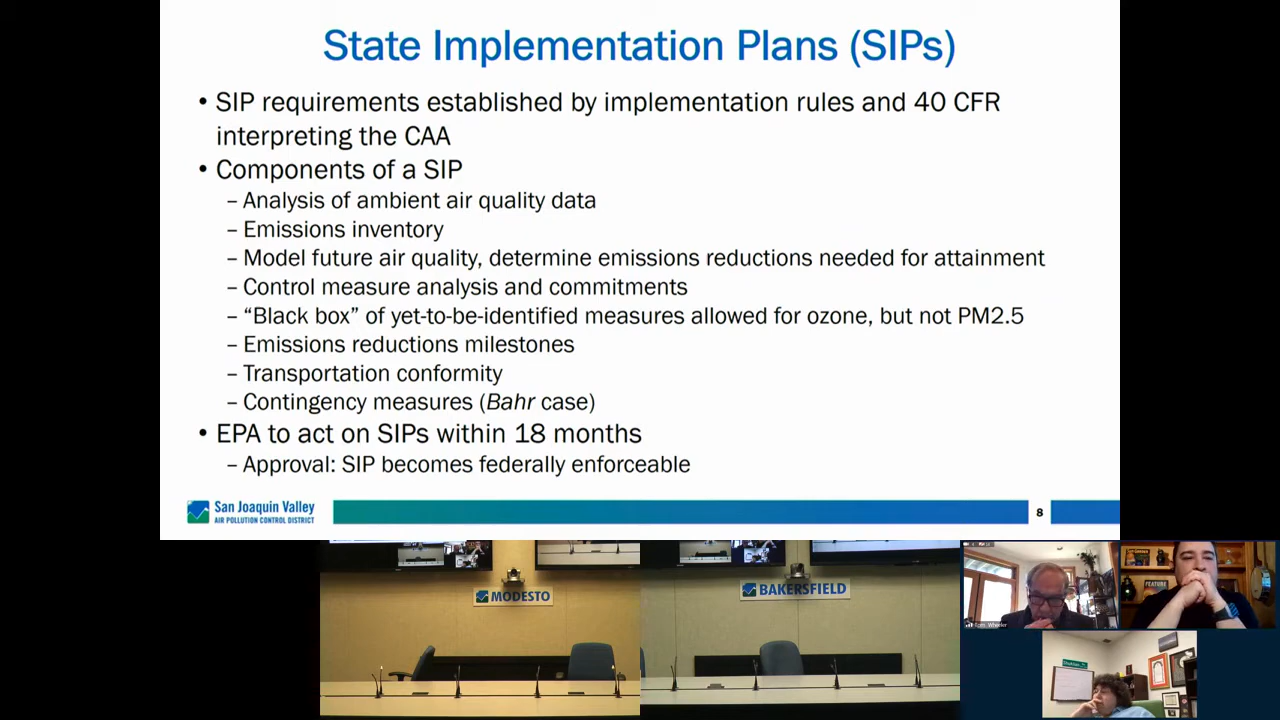 State Implementation Plans (SIPs)
• SIP requirements established by implementation rules and 40 CFR
interpreting the CAA
• Components of a SIP
– Analysis of ambient air quality data
– Emissions inventory
– Model future air quality, determine emissions reductions needed for attainment
– Control measure analysis and commitments
– “Black box” of yet-to-be-identified measures allowed for ozone, but not PM2.5
– Emissions reductions milestones
– Transportation conformity
– Contingency measures (Bahr case)
• EPA to act on SIPs within 18 months
– Approval: SIP becomes federally enforceable
San Joaquin Valley
AIR POLLUTION CONTROL DISTRICT
8
MODESTO
BAKERSFIELD
FEATURE